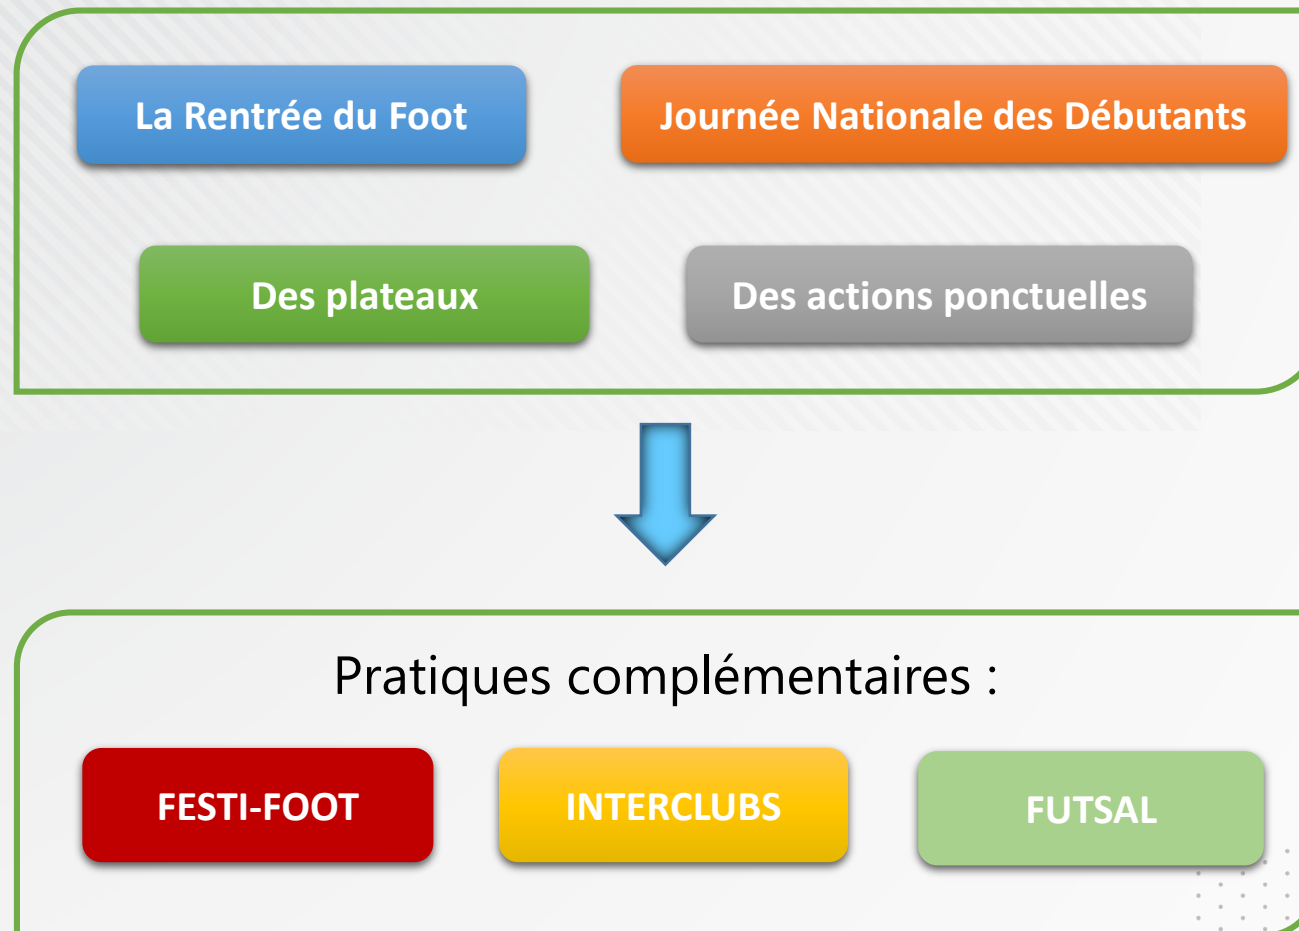 La Rentrée du Foot
Journée Nationale des Débutants
Des plateaux
Des actions ponctuelles
Pratiques complémentaires :
FESTI-FOOT
INTERCLUBS
FUTSAL